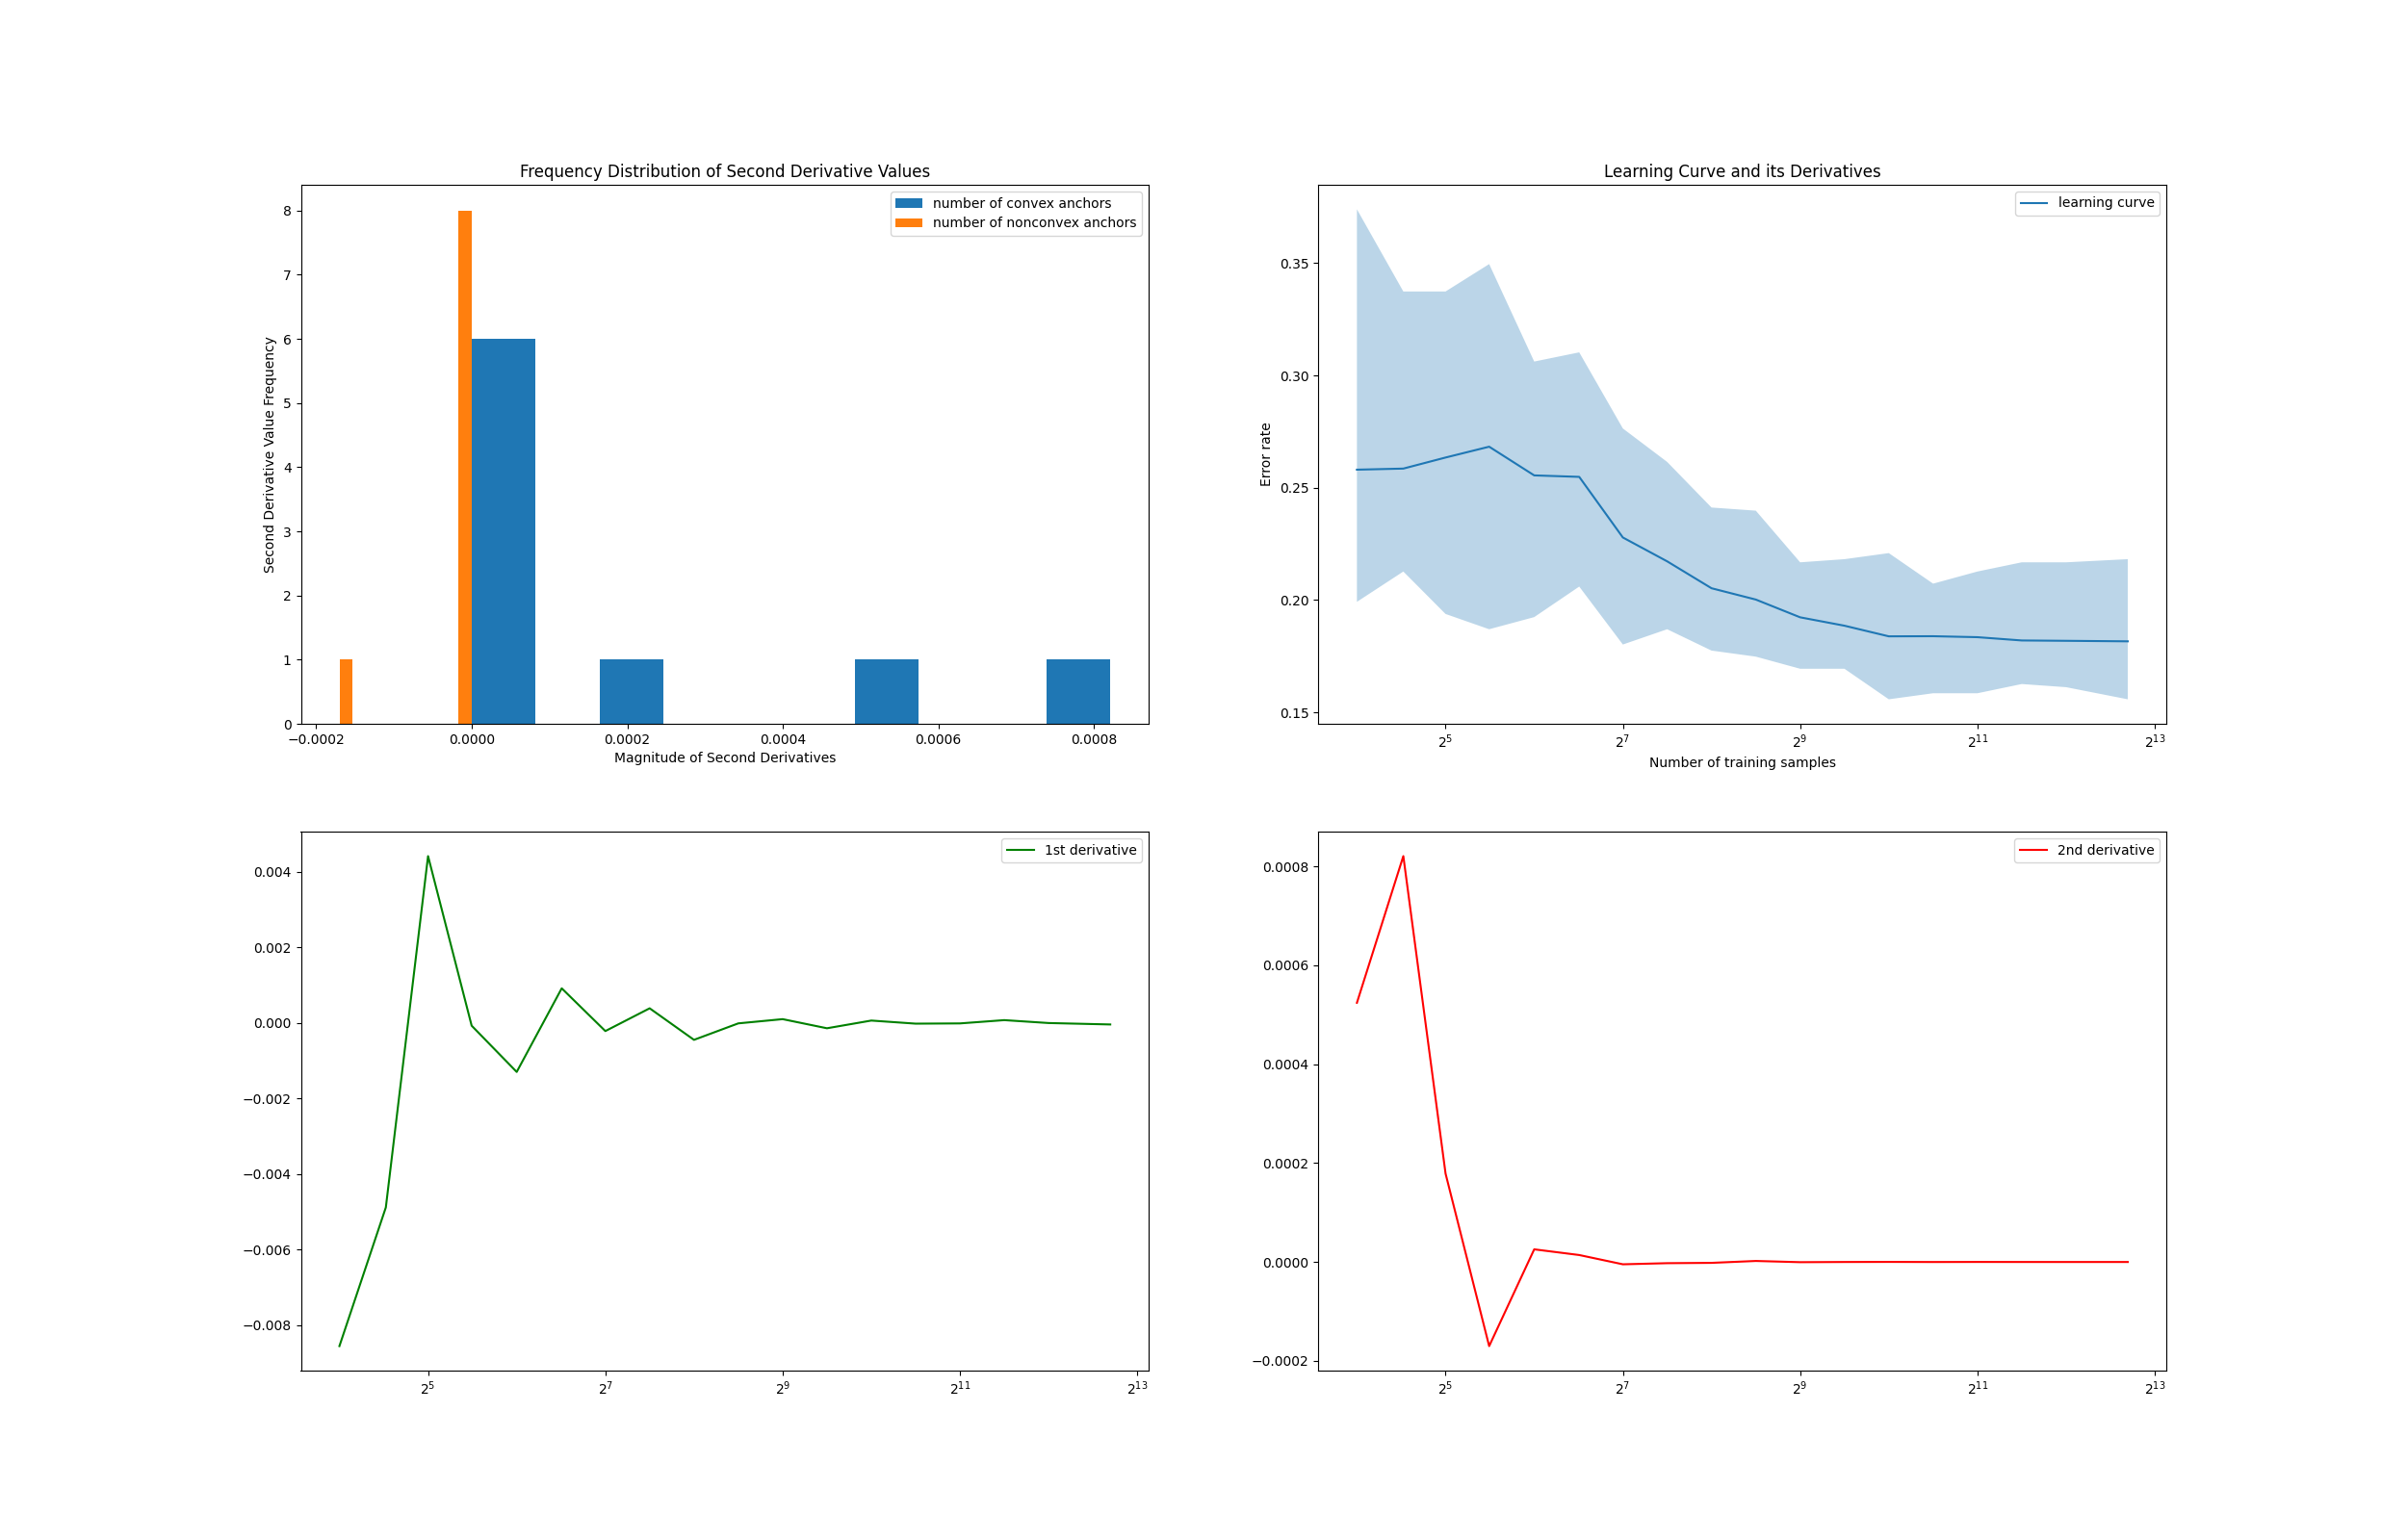 Frequency Distribution of Second Derivative Values
number of convex anchors
number of nonconvex anchors
Second Derivative Value Frequency
8
7
6
5
4
3
2
1
0
−0.0002 0.0000 0.0002 0.0004 0.0006 0.0008
Magnitude of Second Derivatives
Learning Curve and its Derivatives
learning curve
Error rate
0.35
0.30
0.25
0.20
0.15
2^5 2^7 2^9 2^11 2^13
Number of training samples
1st derivative
0.004
0.002
0.000
−0.002
−0.004
−0.006
−0.008
2^5 2^7 2^9 2^11 2^13
2nd derivative
0.0008
0.0006
0.0004
0.0002
0.0000
−0.0002
2^5 2^7 2^9 2^11 2^13